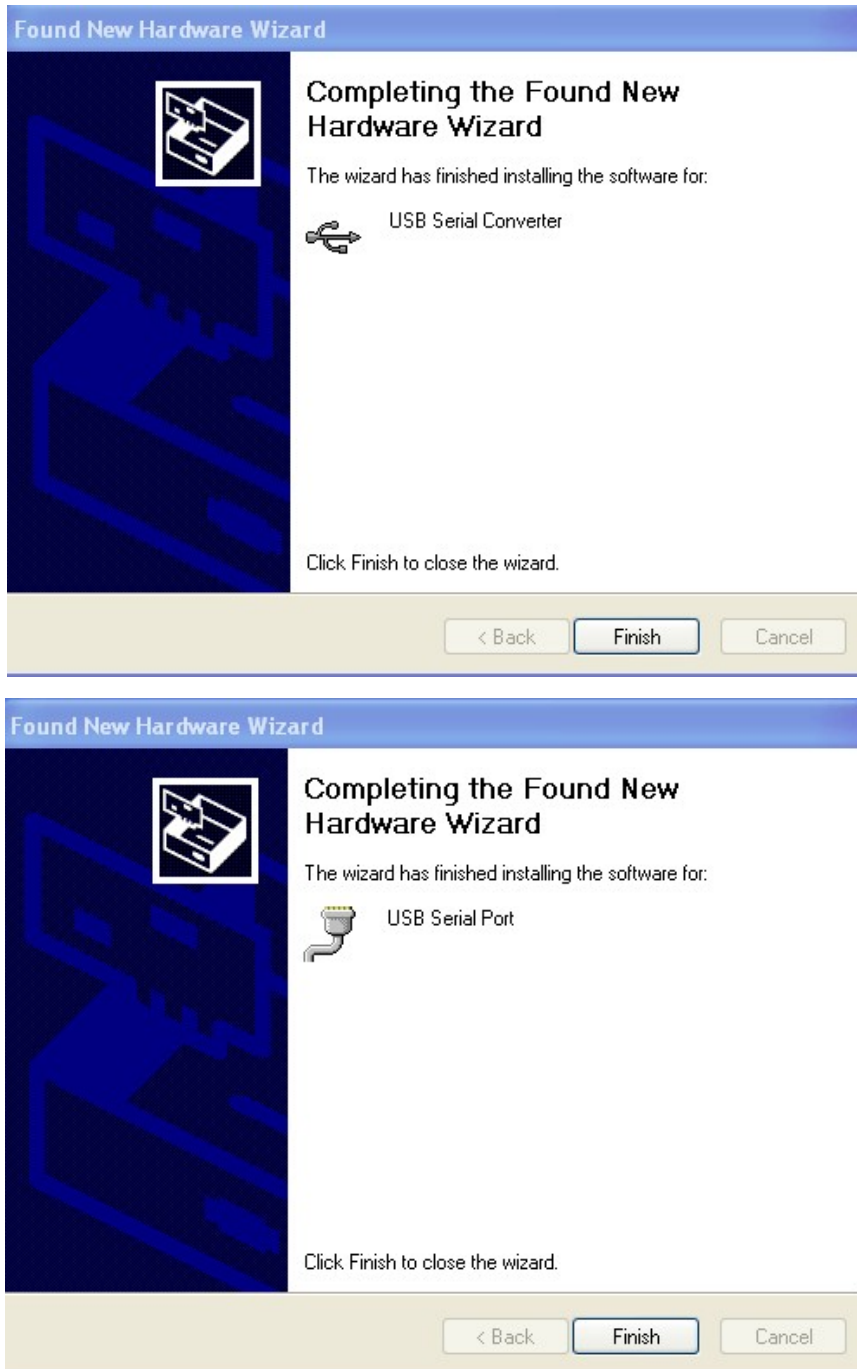 Found New Hardware Wizard
Completing the Found New
Hardware Wizard
The wizard has finished installing the software for:
USB Serial Converter
Click Finish to close the wizard.
< Back
Finish
Cancel
Found New Hardware Wizard
Completing the Found New
Hardware Wizard
The wizard has finished installing the software for:
USB Serial Port
Click Finish to close the wizard.
< Back
Finish
Cancel